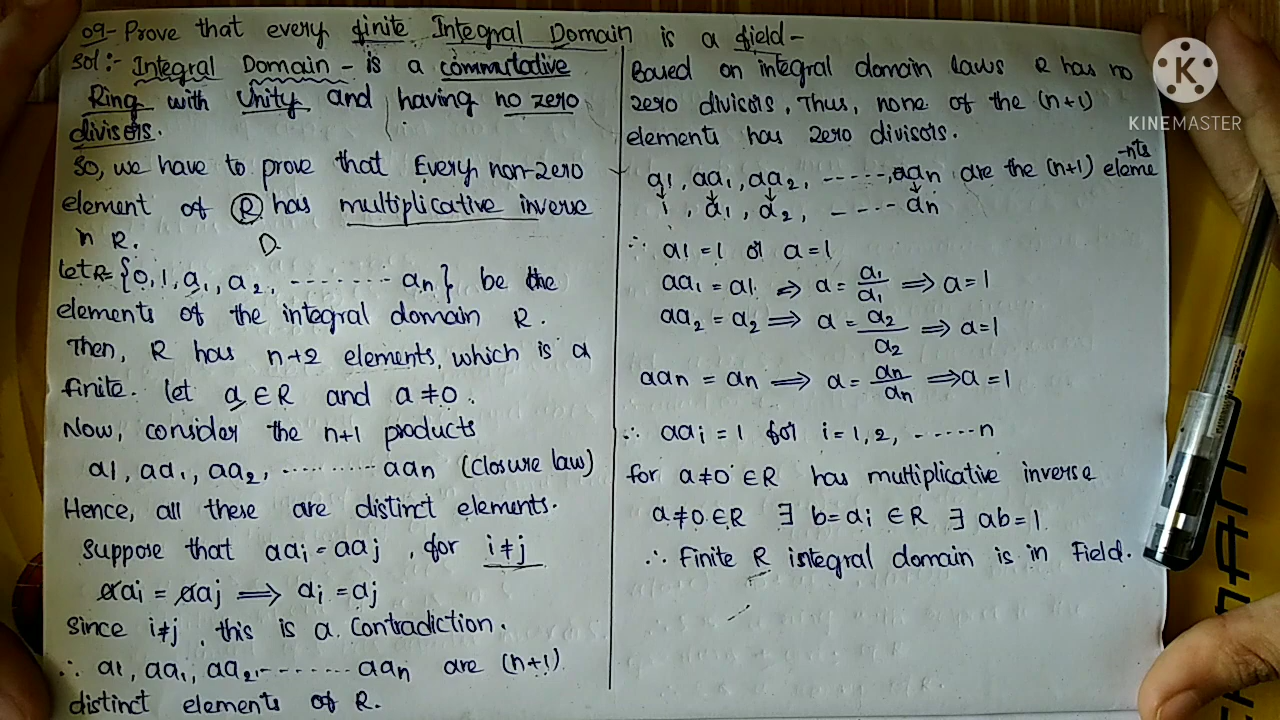 09- Prove that every finite Integral Domain is a field-
Sol:- Integral Domain - is a commutative
Ring with Unity and having no zero
divisors.
So, we have to prove that Every non-zero
element of R has multiplicative inverse
n R.
D
let R= {0, 1, a₁, a₂, ........ an} be the
elements of the integral domain R.
Then, R has n+2 elements, which is a
finite. let a ∈ R and a ≠ 0.
Now, consider the n+1 products
a1, aa₁, aa₂, .......... aan (closure law)
Hence, all these are distinct elements.
Suppose that aai = aaj, for i≠j
aai = aaj ⟹ ai = aj
Since i≠j, this is a contradiction.
∴ a1, aa₁, aa₂, ........ aan are (n+1)
distinct elements of R.
Based on integral domain laws R has no
zero divisors, Thus, none of the (n+1)
elements has zero divisors.
a1, aa₁, aa₂, ......, aan are the (n+1) eleme-nts
1, a₁, a₂, ..... an
∴ a1 = 1 or a = 1
aa₁ = a1 ⇒ a = a₁/a₁ ⟹ a = 1
aa₂ = a₂ ⟹ a = a₂/a₂ ⟹ a = 1
aan = an ⟹ a = an/an ⟹ a = 1
∴ aai = 1 for i = 1, 2, ......n
for a≠0 ∈ R has multiplicative inverse
a≠0 ∈ R ∃ b = ai ∈ R ∃ ab = 1
∴ Finite R integral domain is in Field.
K
KINEMASTER